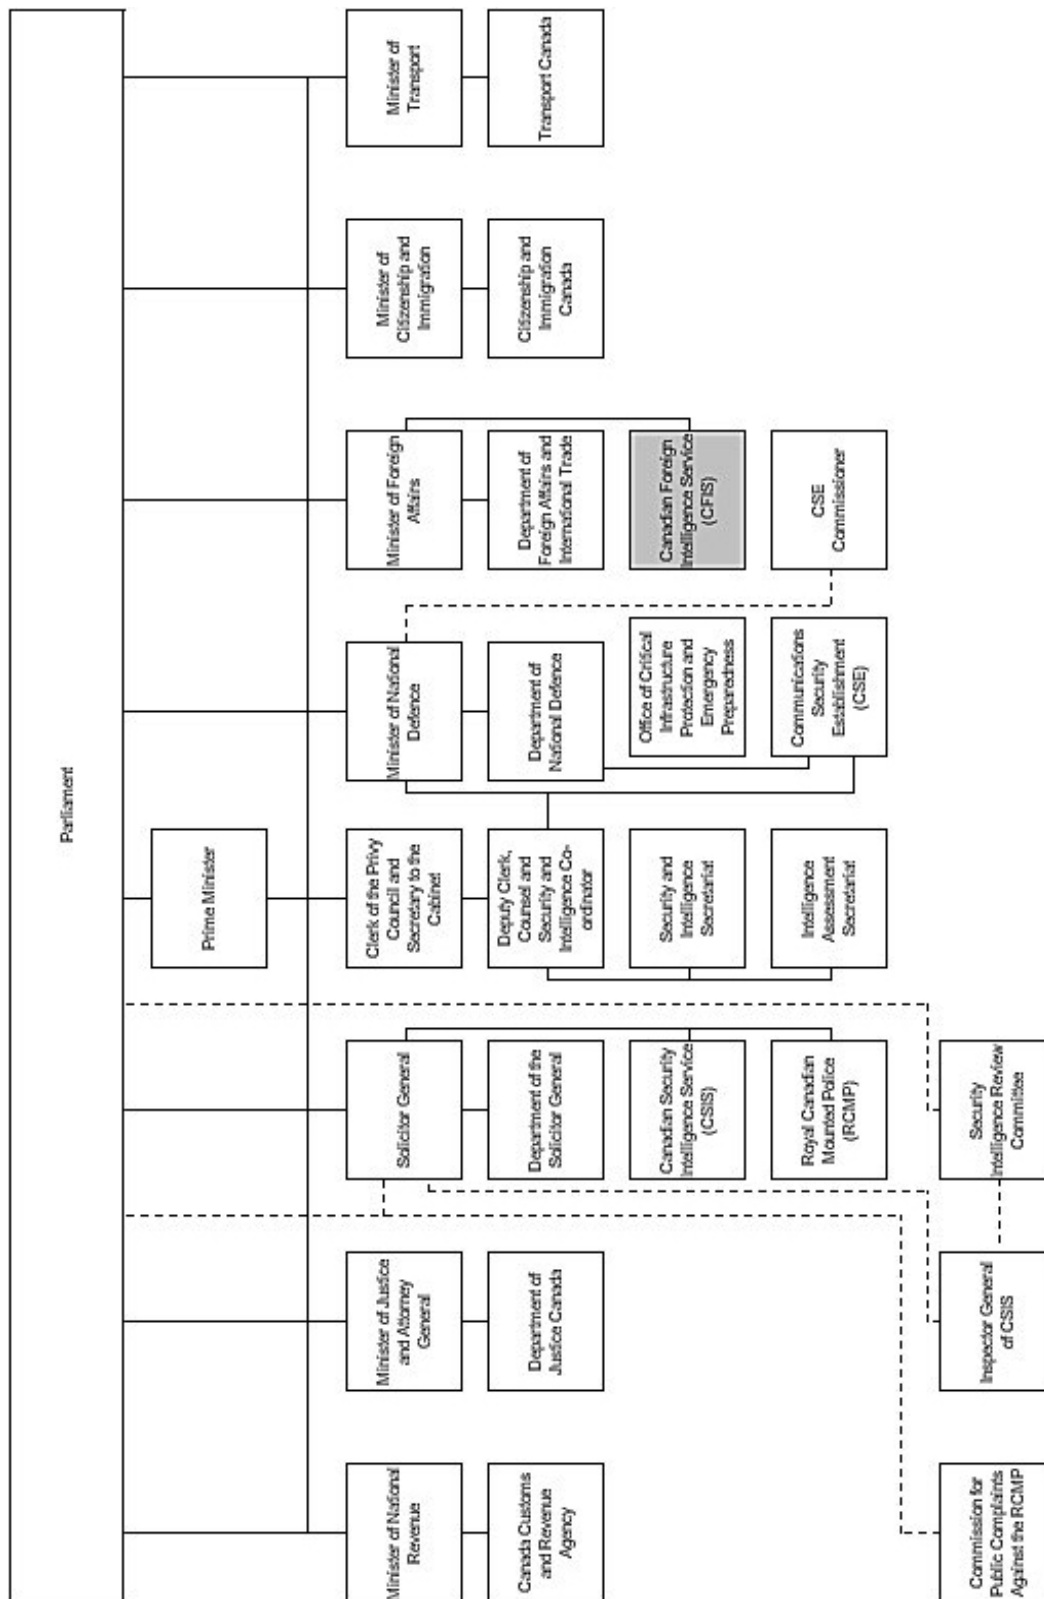 Parliament
Prime Minister
Minister of National
Revenue
Minister of Justice
and Attorney
General
Solicitor General
Clerk of the Privy
Council and
Secretary to the
Cabinet
Minister of National
Defence
Minister of Foreign
Affairs
Minister of
Citizenship and
Immigration
Minister of
Transport
Canada Customs
and Revenue
Agency
Department of
Justice Canada
Department of the
Solicitor General
Deputy Clerk,
Counsel and
Security and
Intelligence Co-
ordinator
Department of
National Defence
Department of
Foreign Affairs and
International Trade
Citizenship and
Immigration
Canada
Transport Canada
Canadian Security
Intelligence Service
(CSIS)
Security and
Intelligence
Secretariat
Office of Critical
Infrastructure
Protection and
Emergency
Preparedness
Canadian Foreign
Intelligence Service
(CFIS)
Royal Canadian
Mounted Police
(RCMP)
Intelligence
Assessment
Secretariat
Communications
Security
Establishment
(CSE)
CSE
Commissioner
Commission for
Public Complaints
Against the RCMP
Inspector General
of CSIS
Security
Intelligence Review
Committee